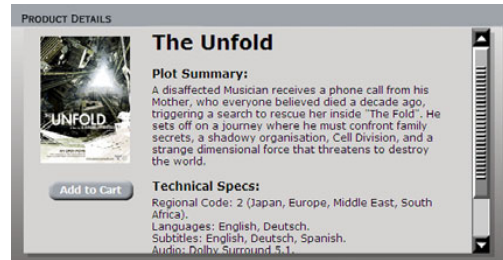 PRODUCT DETAILS
The Unfold
Plot Summary:
A disaffected Musician receives a phone call from his
Mother, who everyone believed died a decade ago,
triggering a search to rescue her inside "The Fold". He
sets off on a journey where he must confront family
secrets, a shadowy organisation, Cell Division, and a
strange dimensional force that threatens to destroy
the world.
UNFOLD
Add to Cart
Technical Specs:
Regional Code: 2 (Japan, Europe, Middle East, South
Africa).
Languages: English, Deutsch.
Subtitles: English, Deutsch, Spanish.
Audio: Dolby Surround 5.1.